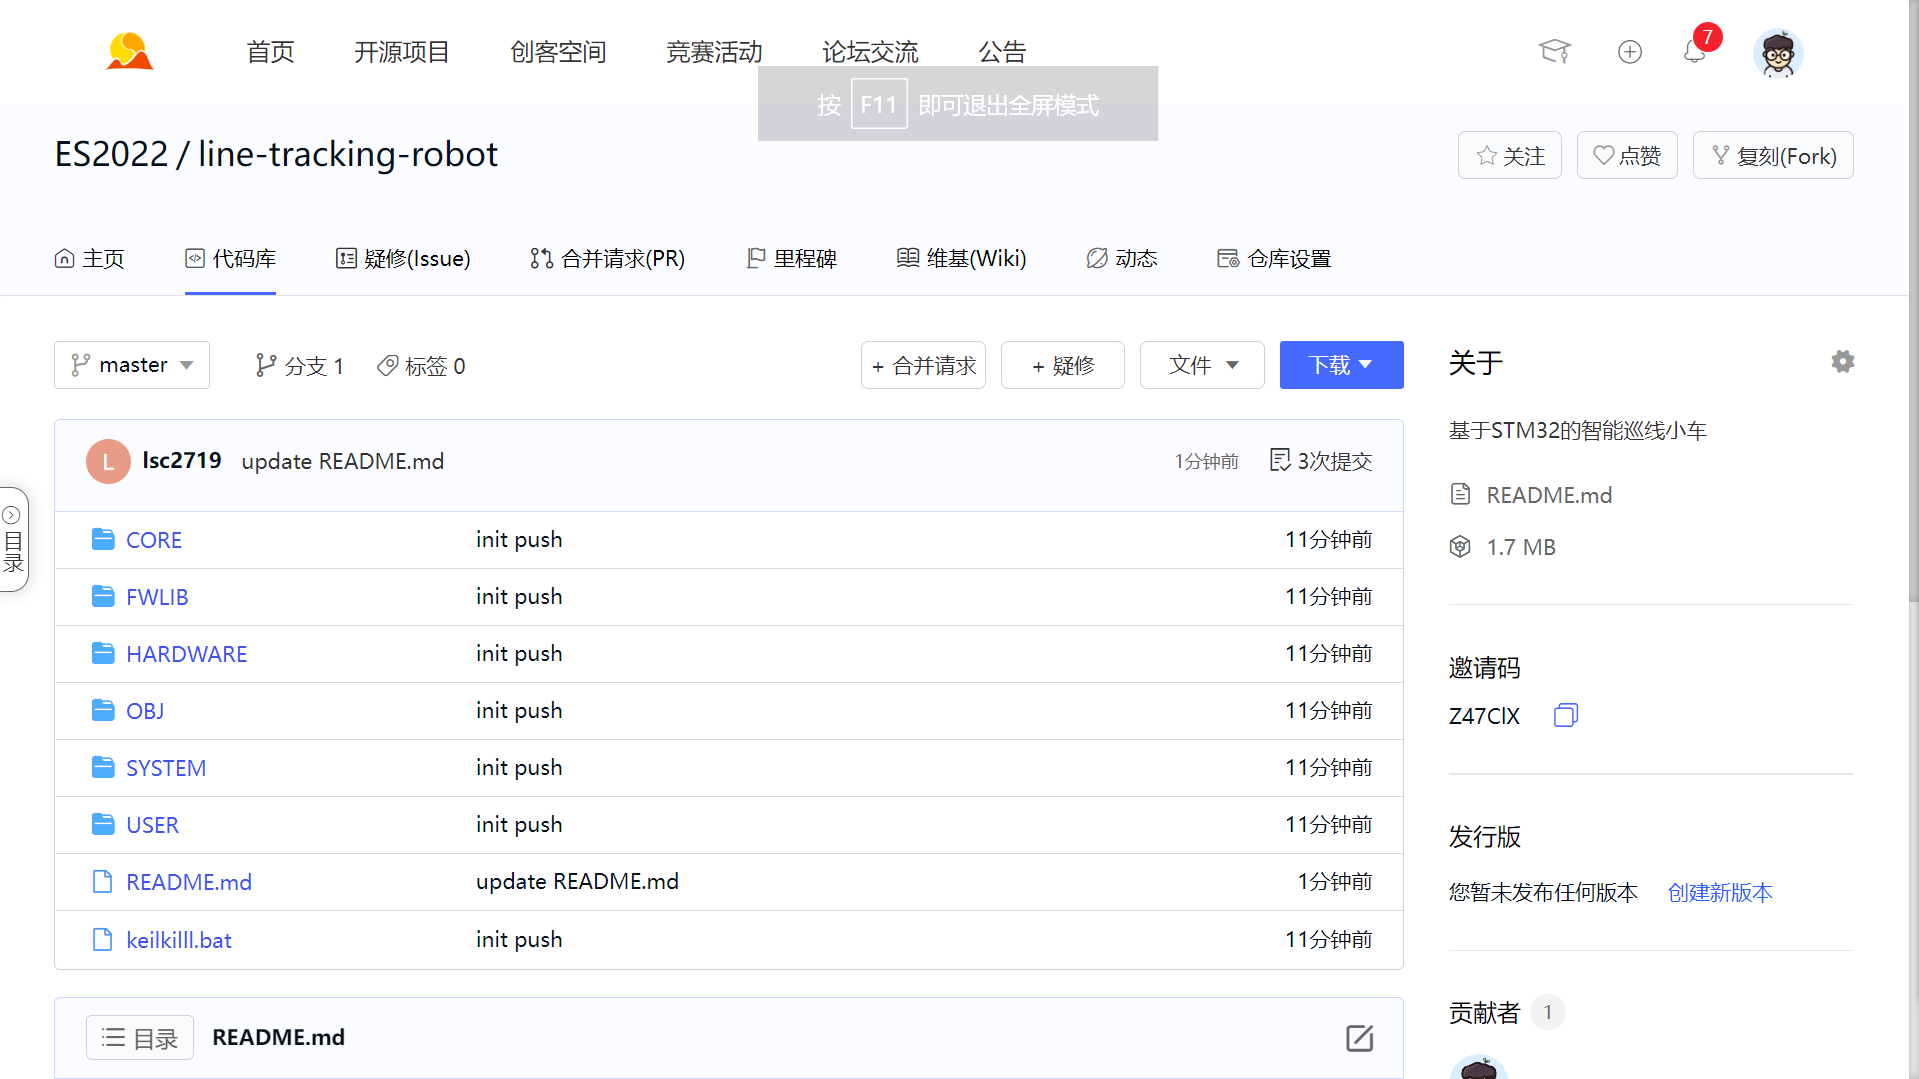 首页 开源项目 创客空间 竞赛活动 论坛交流 公告 7
按 F11 即可退出全屏模式
ES2022 / line-tracking-robot 关注 点赞 复刻(Fork)
主页 代码库 疑修(Issue) 合并请求(PR) 里程碑 维基(Wiki) 动态 仓库设置
master 分支 1 标签 0 + 合并请求 + 疑修 文件 下载
L lsc2719 update README.md 1分钟前 3次提交
CORE init push 11分钟前
FWLIB init push 11分钟前
HARDWARE init push 11分钟前
OBJ init push 11分钟前
SYSTEM init push 11分钟前
USER init push 11分钟前
README.md update README.md 1分钟前
keilkilll.bat init push 11分钟前
目录 README.md
目录
关于
基于STM32的智能巡线小车
README.md
1.7 MB
邀请码
Z47ClX
发行版
您暂未发布任何版本 创建新版本
贡献者 1